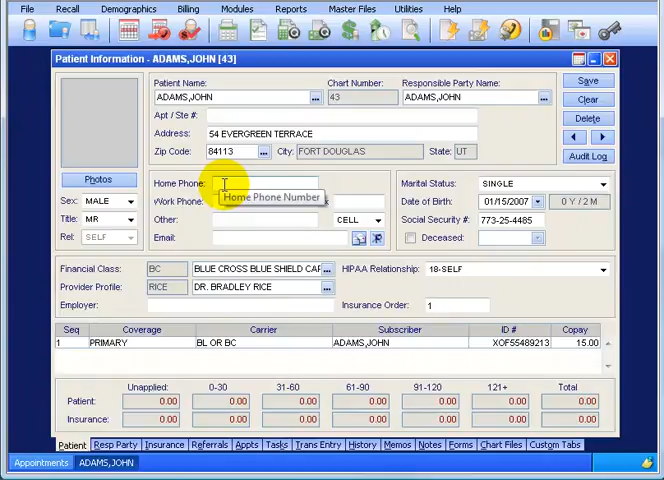 File Recall Demographics Billing Modules Reports Master Files Utilities Help
Patient Information - ADAMS,JOHN [43]
Patient Name: Chart Number: Responsible Party Name:
ADAMS,JOHN ... 43 ADAMS,JOHN ...
Save
Apt / Ste #:
Clear
Address: 54 EVERGREEN TERRACE
Delete
Zip Code: 84113 ... City: FORT DOUGLAS State: UT
Audit Log
Photos
Home Phone:
Home Phone Number
Marital Status: SINGLE
Sex: MALE
Work Phone: x
Date of Birth: 01/15/2007 0 Y / 2 M
Title: MR
Other: CELL
Social Security #: 773-25-4485
Rel: SELF
Email:
Deceased:
Financial Class: BC BLUE CROSS BLUE SHIELD CAF ... HIPAA Relationship: 18-SELF
Provider Profile: RICE DR. BRADLEY RICE ...
Employer: Insurance Order: 1
Seq Coverage Carrier Subscriber ID # Copay
1 PRIMARY BL OR BC ADAMS,JOHN XOF55489213 15.00
Unapplied: 0-30 31-60 61-90 91-120 121+ Total
Patient: 0.00 0.00 0.00 0.00 0.00 0.00 0.00
Insurance: 0.00 0.00 0.00 0.00 0.00 0.00 0.00
Patient Resp Party Insurance Referrals Appts Tasks Trans Entry History Memos Notes Forms Chart Files Custom Tabs
Appointments ADAMS,JOHN